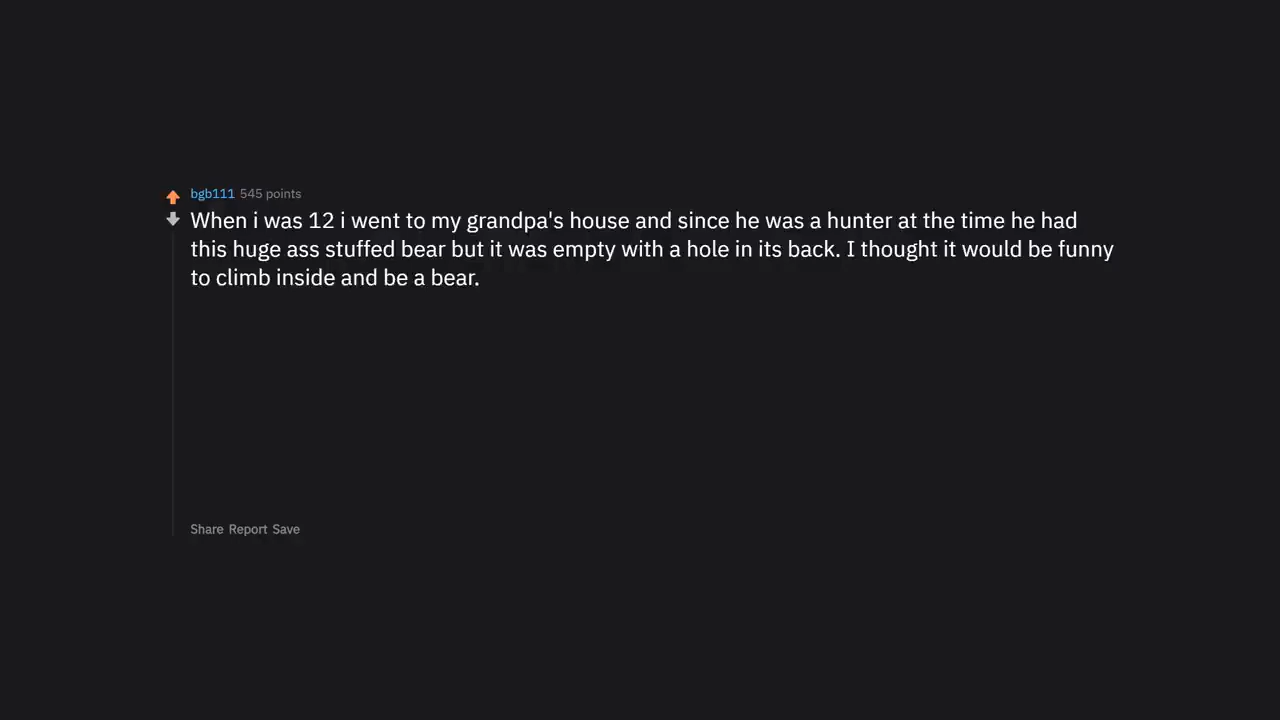 bgb111 545 points
When i was 12 i went to my grandpa's house and since he was a hunter at the time he had
this huge ass stuffed bear but it was empty with a hole in its back. I thought it would be funny
to climb inside and be a bear.
Share Report Save